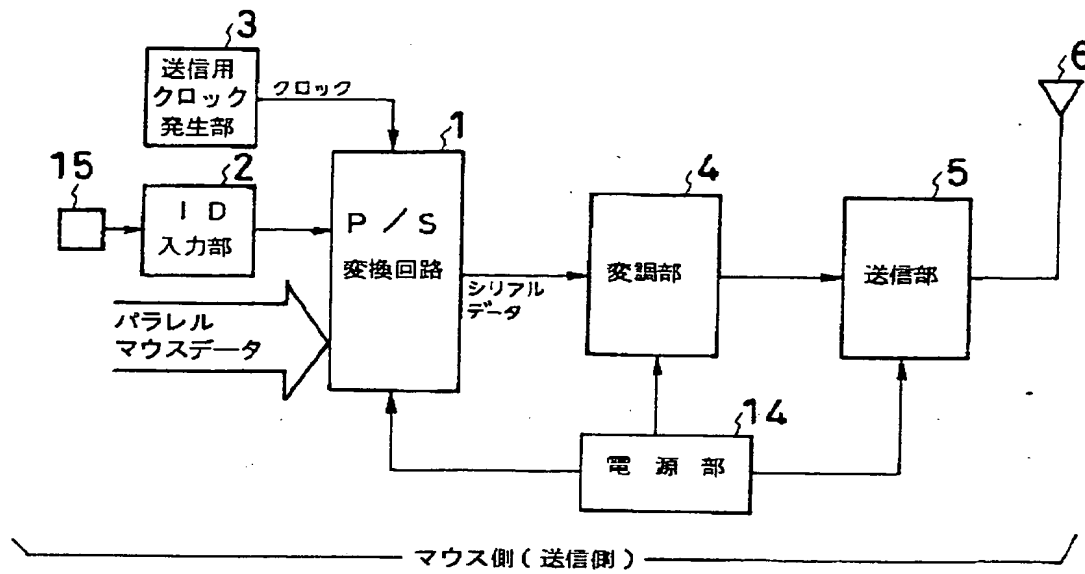 3
送信用
クロック
発生部
クロック
6
15
2
I D
入力部
1
P / S
変換回路
パラレル
マウスデータ
シリアル
データ
4
変調部
5
送信部
14
電 源 部
マウス側(送信側)